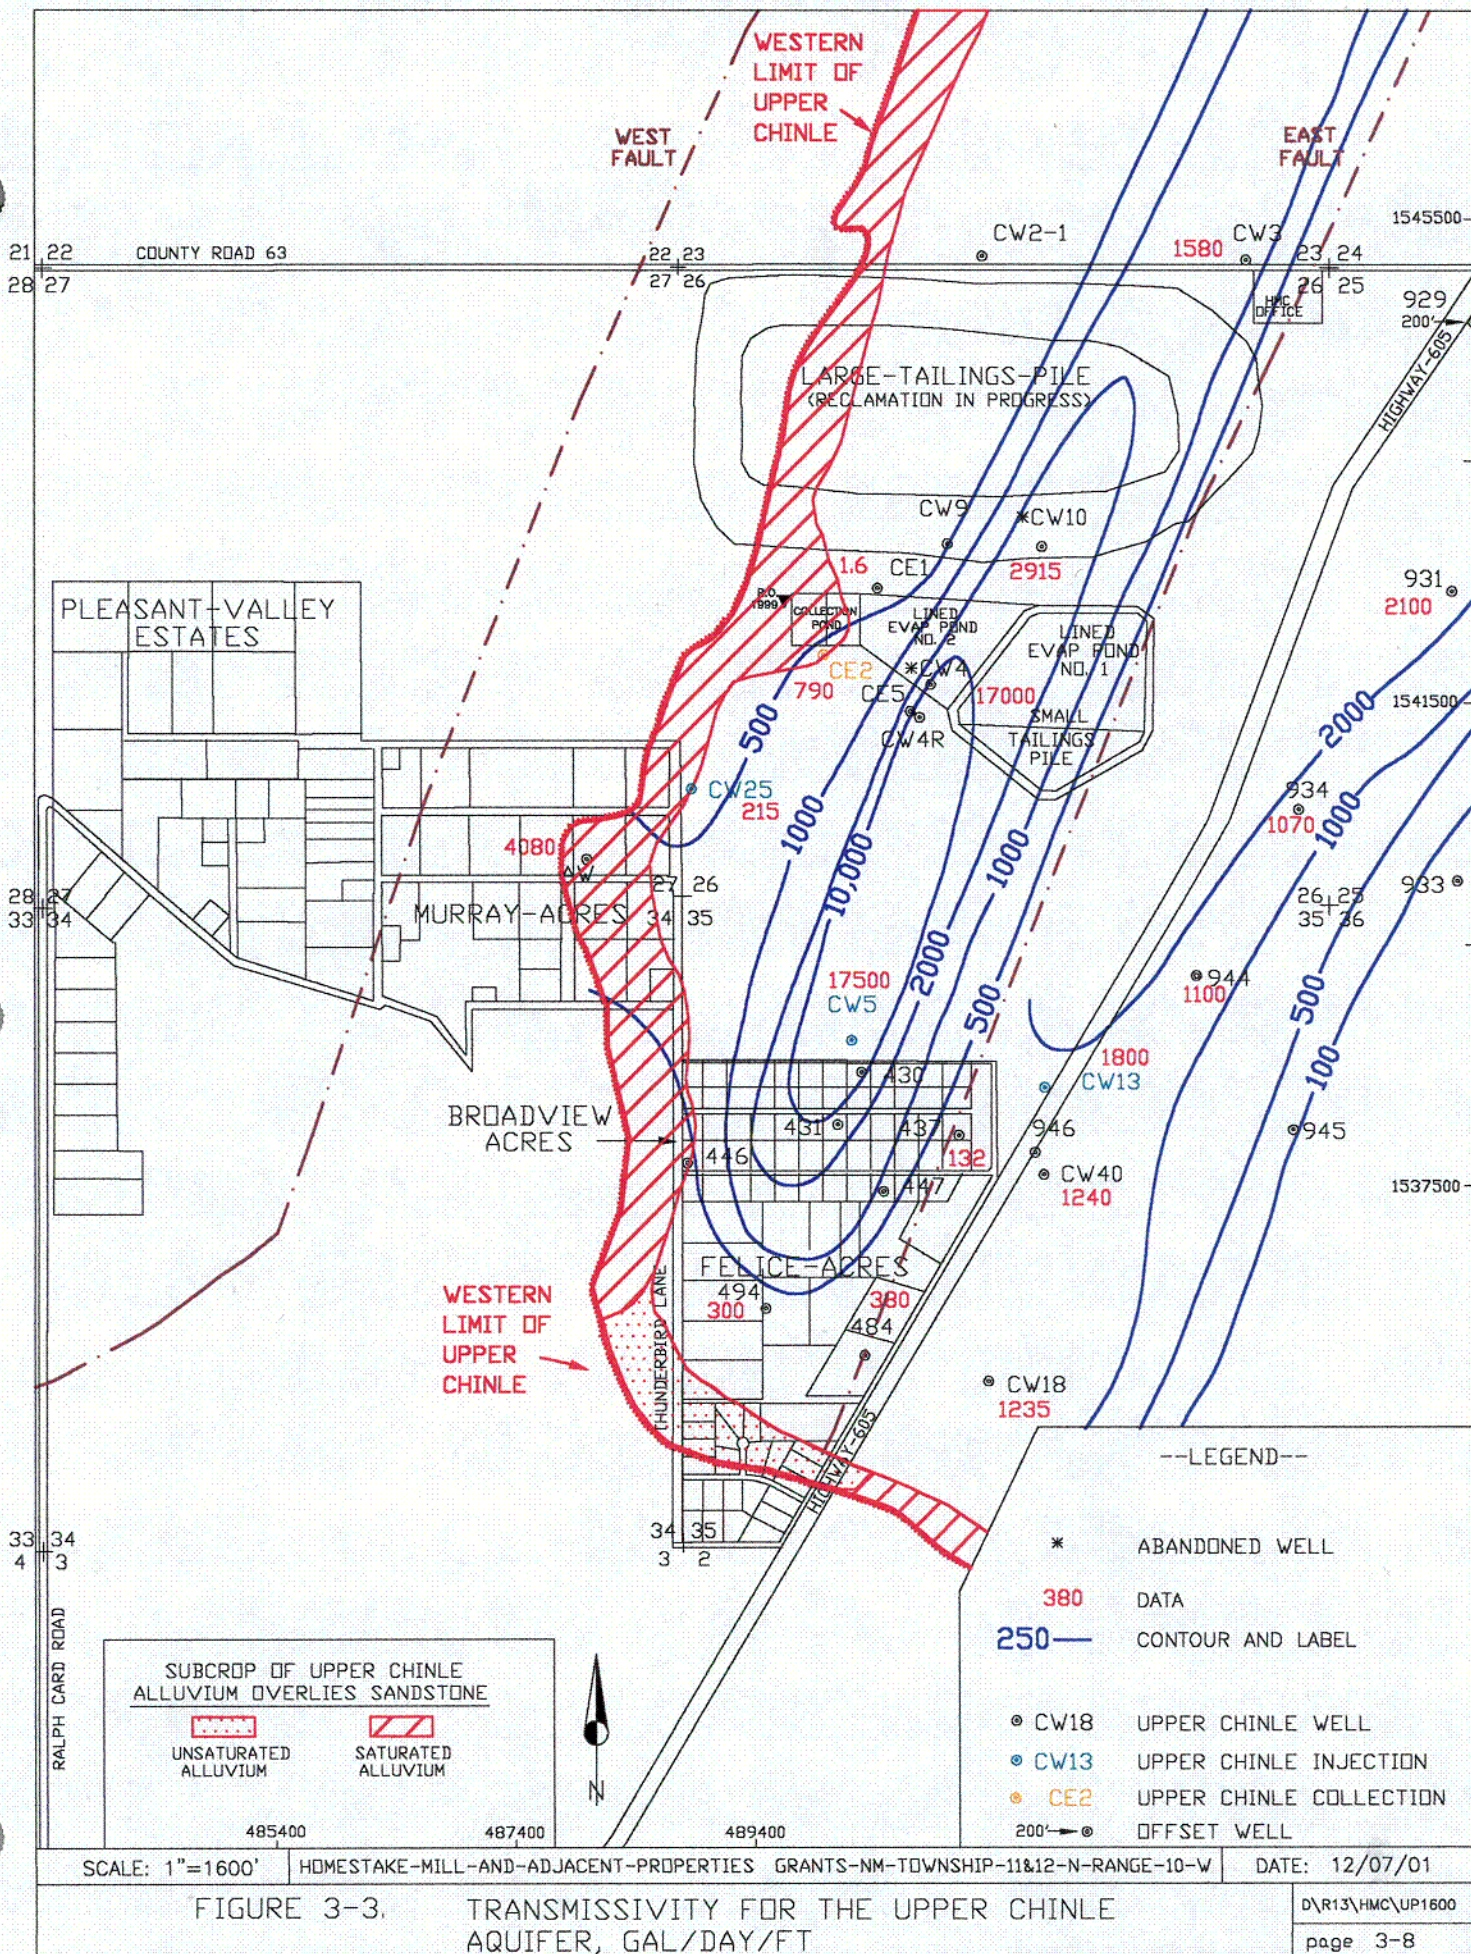 WESTERN
LIMIT OF
UPPER
CHINLE
WEST
FAULT
EAST
FAULT
1545500
CW2-1
CW3
1580
21 22
28 27
COUNTY ROAD 63
22 23
27 26
23 24
26 25
HMC
OFFICE
929
200'
HIGHWAY-605
LARGE-TAILINGS-PILE
(RECLAMATION IN PROGRESS)
CW9
CW10
2915
1.6
CE1
931
2100
R.O.
1999
COLLECTION
POND
LINED
EVAP POND
NO. 2
LINED
EVAP POND
NO. 1
PLEASANT-VALLEY
ESTATES
CE2
790
CW4
CE5
17000
CW4R
SMALL
TAILINGS
PILE
1541500
2000
500
CW25
215
934
1070
1000
1000
4080
AW
10,000
1000
933
28 27
33 34
27 26
34 35
26 25
35 36
MURRAY-ACRES
17500
CW5
2000
500
944
1100
500
1800
CW13
100
430
BROADVIEW
ACRES
431
437
132
946
945
446
447
CW40
1240
1537500
FELICE-ACRES
WESTERN
LIMIT OF
UPPER
CHINLE
THUNDERBIRD LANE
494
300
380
484
CW18
1235
HIGHWAY-605
33 34
4 3
34 35
3 2
RALPH CARD ROAD
--LEGEND--
* ABANDONED WELL
380 DATA
250 CONTOUR AND LABEL
CW18 UPPER CHINLE WELL
CW13 UPPER CHINLE INJECTION
CE2 UPPER CHINLE COLLECTION
200' OFFSET WELL
SUBCROP OF UPPER CHINLE
ALLUVIUM OVERLIES SANDSTONE
UNSATURATED
ALLUVIUM
SATURATED
ALLUVIUM
N
485400
487400
489400
SCALE: 1"=1600'
HOMESTAKE-MILL-AND-ADJACENT-PROPERTIES GRANTS-NM-TOWNSHIP-11&12-N-RANGE-10-W
DATE: 12/07/01
FIGURE 3-3. TRANSMISSIVITY FOR THE UPPER CHINLE
AQUIFER, GAL/DAY/FT
D\R13\HMC\UP1600
page 3-8